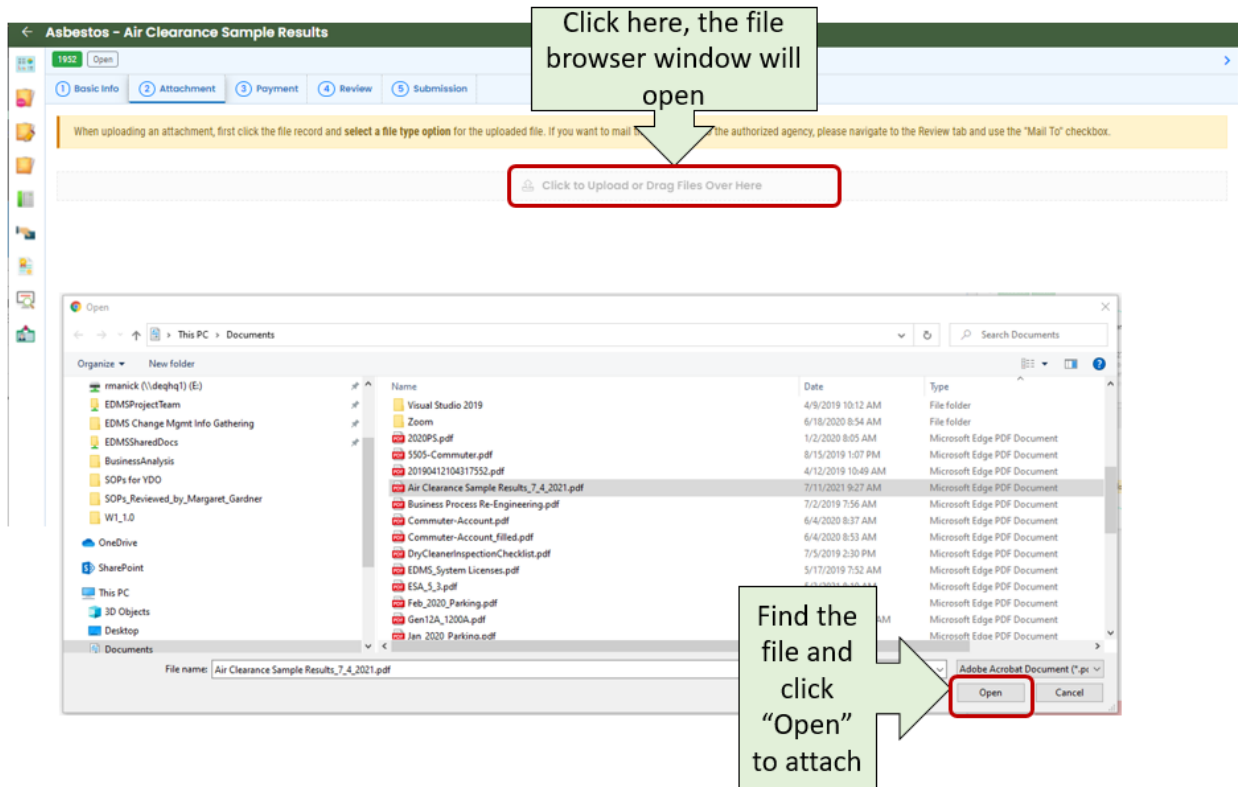 Asbestos - Air Clearance Sample Results
Click here, the file
browser window will
open
1952 Open
1 Basic Info 2 Attachment 3 Payment 4 Review 5 Submission
When uploading an attachment, first click the file record and select a file type option for the uploaded file. If you want to mail the authorized agency, please navigate to the Review tab and use the "Mail To" checkbox.
Click to Upload or Drag Files Over Here
Open
This PC > Documents
Search Documents
Organize New folder
rmanick (\\deqhq1) (E:)
EDMSProjectTeam
EDMS Change Mgmt Info Gathering
EDMSSharedDocs
BusinessAnalysis
SOPs for YDO
SOPs_Reviewed_by_Margaret_Gardner
W1_1.0
OneDrive
SharePoint
This PC
3D Objects
Desktop
Documents
Name Date Type
Visual Studio 2019 4/9/2019 10:12 AM File folder
Zoom 6/18/2020 8:54 AM File folder
2020PS.pdf 1/2/2020 8:05 AM Microsoft Edge PDF Document
5505-Commuter.pdf 8/15/2019 1:07 PM Microsoft Edge PDF Document
20190412104317552.pdf 4/12/2019 10:49 AM Microsoft Edge PDF Document
Air Clearance Sample Results_7_4_2021.pdf 7/11/2021 9:27 AM Microsoft Edge PDF Document
Business Process Re-Engineering.pdf 7/2/2019 7:56 AM Microsoft Edge PDF Document
Commuter-Account.pdf 6/4/2020 8:37 AM Microsoft Edge PDF Document
Commuter-Account_filled.pdf 6/4/2020 8:53 AM Microsoft Edge PDF Document
DryCleanerInspectionChecklist.pdf 7/5/2019 2:30 PM Microsoft Edge PDF Document
EDMS_System Licenses.pdf 5/17/2019 7:52 AM Microsoft Edge PDF Document
ESA_5_3.pdf Microsoft Edge PDF Document
Feb_2020_Parking.pdf Microsoft Edge PDF Document
Gen12A_1200A.pdf AM Microsoft Edge PDF Document
Jan_2020_Parking.pdf Microsoft Edge PDF Document
File name: Air Clearance Sample Results_7_4_2021.pdf
Adobe Acrobat Document (*.pc
Open Cancel
Find the
file and
click
“Open”
to attach